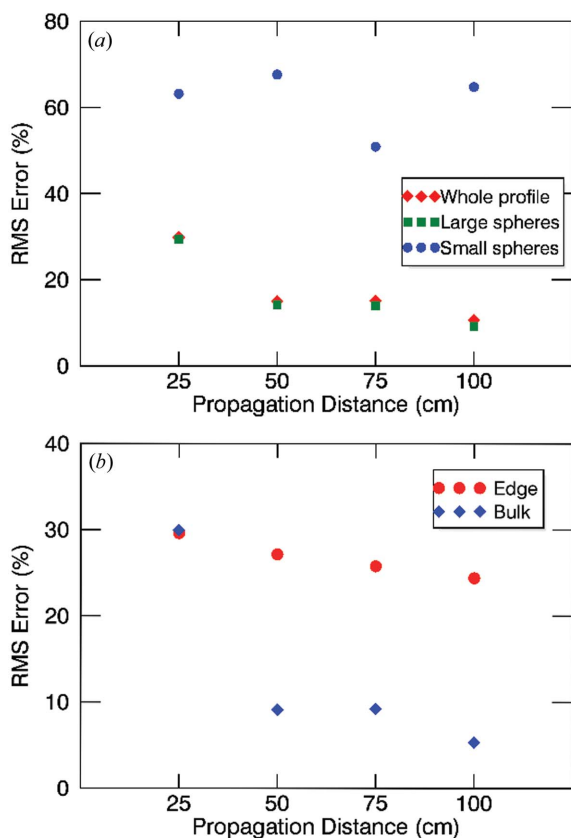 (a)
80
60
40
20
0
RMS Error (%)
Whole profile
Large spheres
Small spheres
25 50 75 100
Propagation Distance (cm)
(b)
40
30
20
10
0
RMS Error (%)
Edge
Bulk
25 50 75 100
Propagation Distance (cm)